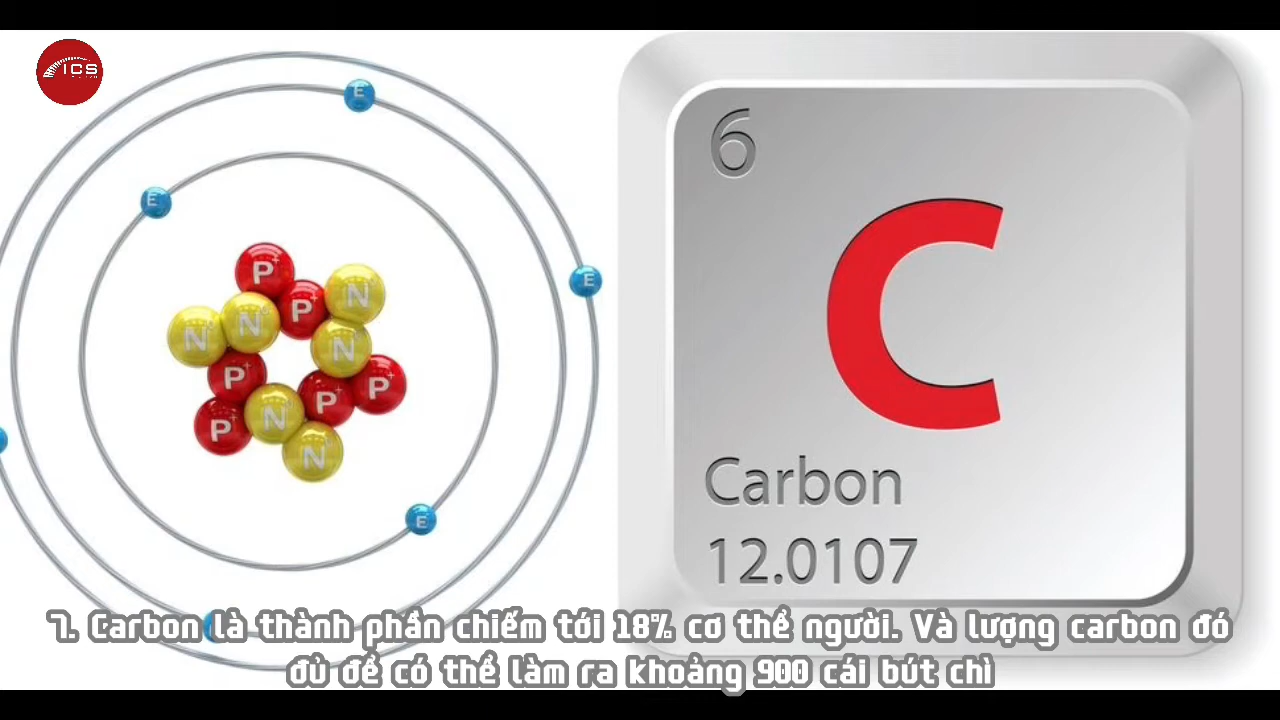 ICS
E
E
E
E
P+
P+
N
N
N
N
P+
P+
P+
P+
N
N
6
C
Carbon
12.0107
7. Carbon là thành phần chiếm tới 18% cơ thể người. Và lượng carbon đó
đủ để có thể làm ra khoảng 900 cái bút chì